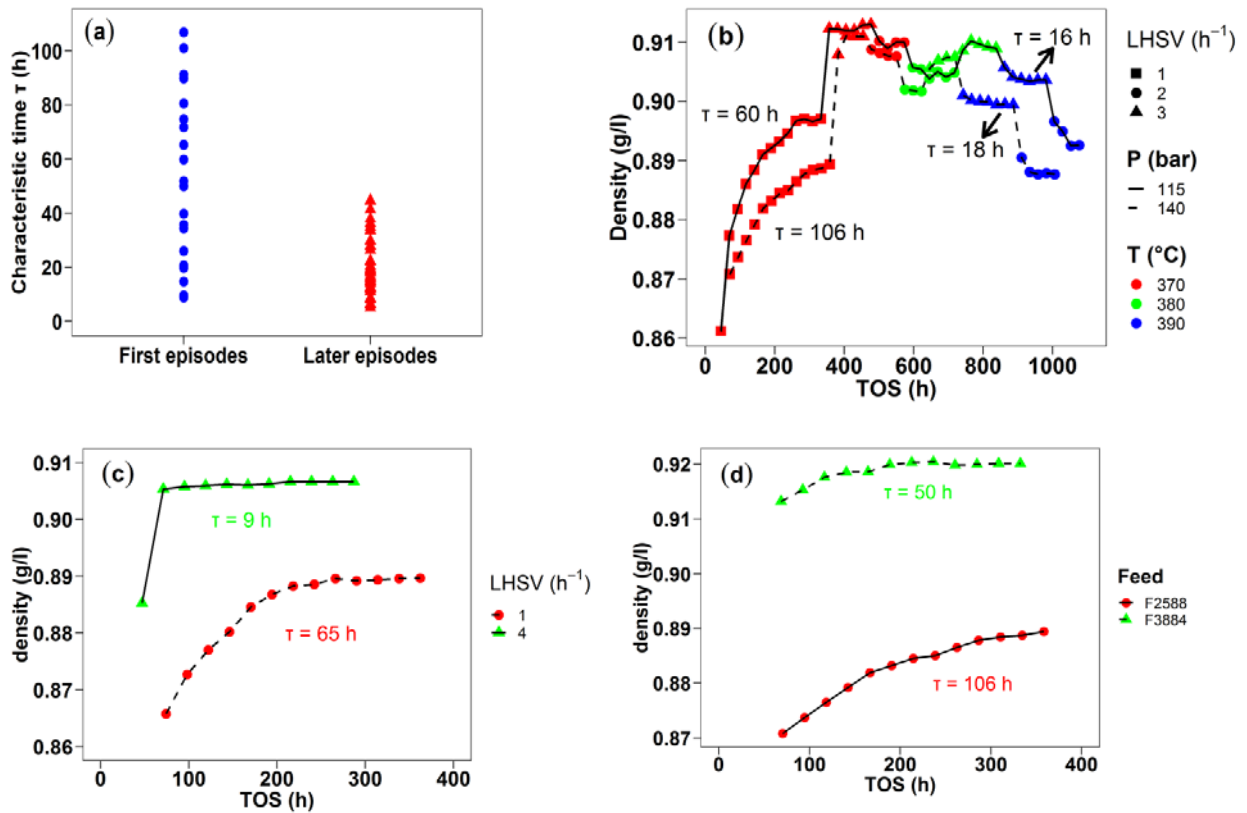 (a)
Characteristic time τ (h)
100
80
60
40
20
0
First episodes
Later episodes
(b)
Density (g/l)
0.91
0.90
0.89
0.88
0.87
0.86
τ = 60 h
τ = 106 h
τ = 16 h
τ = 18 h
0 200 400 600 800 1000
TOS (h)
LHSV (h⁻¹)
1
2
3
P (bar)
115
140
T (°C)
370
380
390
(c)
density (g/l)
0.91
0.90
0.89
0.88
0.87
0.86
τ = 9 h
τ = 65 h
0 100 200 300 400
TOS (h)
LHSV (h⁻¹)
1
4
(d)
density (g/l)
0.92
0.91
0.90
0.89
0.88
0.87
τ = 50 h
τ = 106 h
0 100 200 300 400
TOS (h)
Feed
F2588
F3884